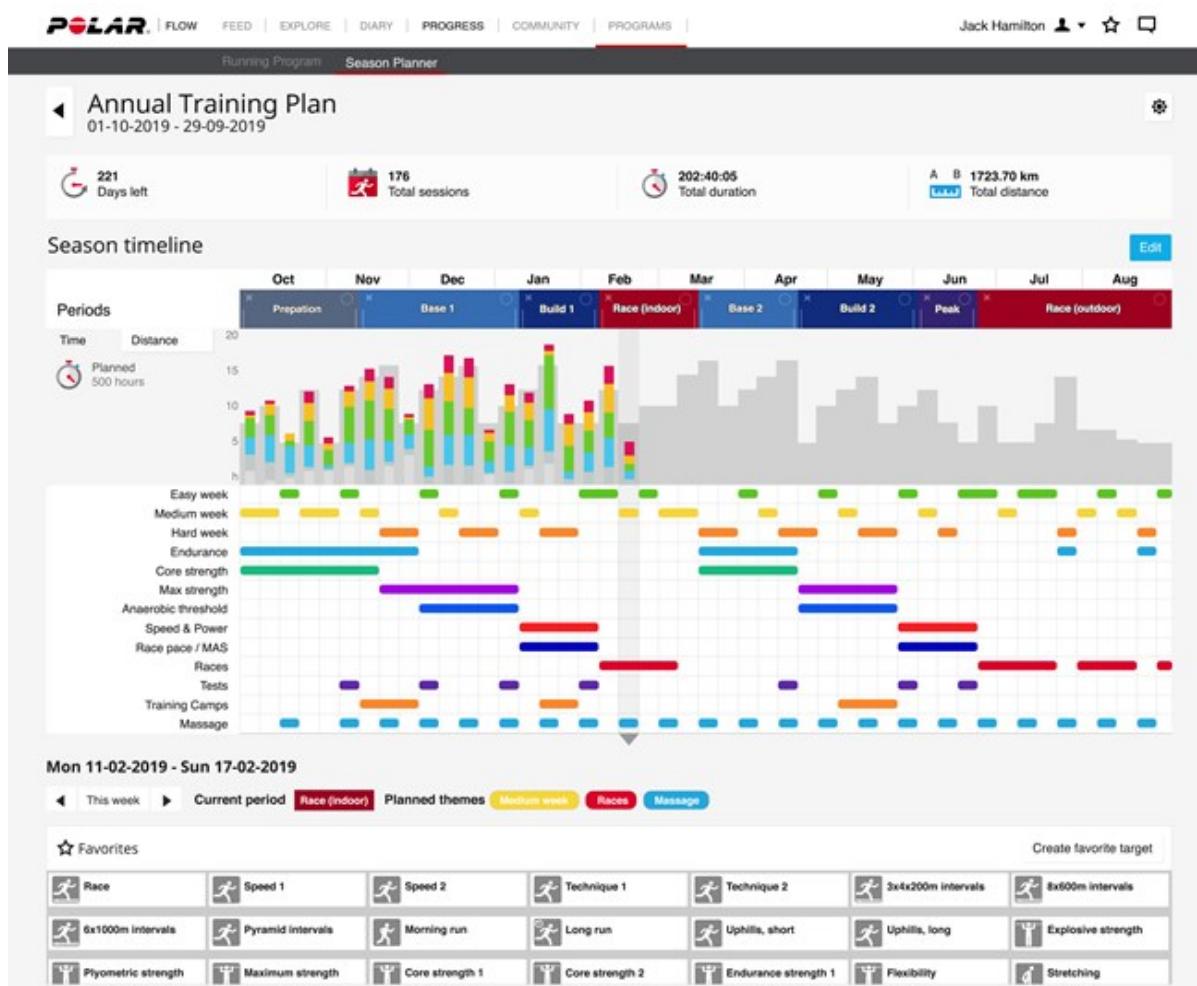 POLAR. FLOW FEED EXPLORE DIARY PROGRESS COMMUNITY PROGRAMS Jack Hamilton
Running Program Season Planner
Annual Training Plan
01-10-2019 - 29-09-2019
221
Days left
176
Total sessions
202:40:05
Total duration
A B 1723.70 km
Total distance
Season timeline Edit
Oct Nov Dec Jan Feb Mar Apr May Jun Jul Aug
Periods Prepation Base 1 Build 1 Race (indoor) Base 2 Build 2 Peak Race (outdoor)
Time Distance
Planned
500 hours
20
15
10
5
h
Easy week
Medium week
Hard week
Endurance
Core strength
Max strength
Anaerobic threshold
Speed & Power
Race pace / MAS
Races
Tests
Training Camps
Massage
Mon 11-02-2019 - Sun 17-02-2019
This week Current period Race (indoor) Planned themes Medium week Races Massage
Favorites Create favorite target
Race Speed 1 Speed 2 Technique 1 Technique 2 3x4x200m intervals 8x600m intervals
6x1000m intervals Pyramid intervals Morning run Long run Uphills, short Uphills, long Explosive strength
Plyometric strength Maximum strength Core strength 1 Core strength 2 Endurance strength 1 Flexibility Stretching